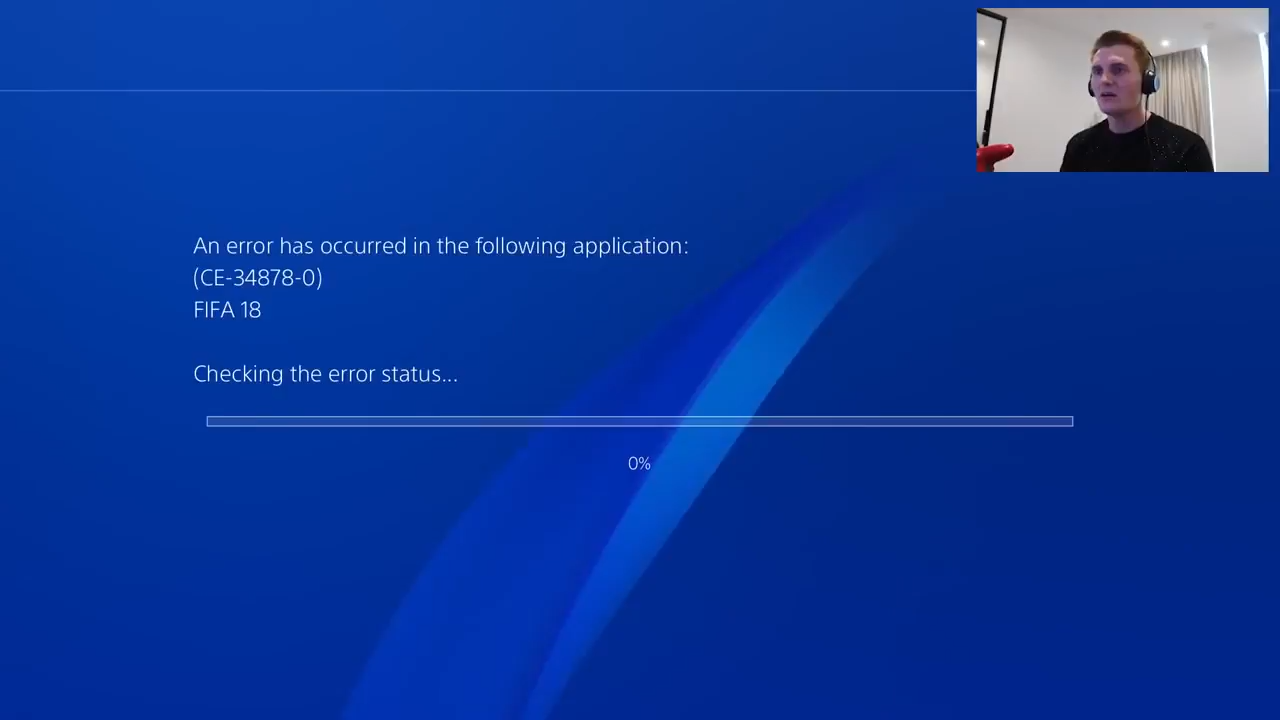 An error has occurred in the following application:
(CE-34878-0)
FIFA 18
Checking the error status...
0%